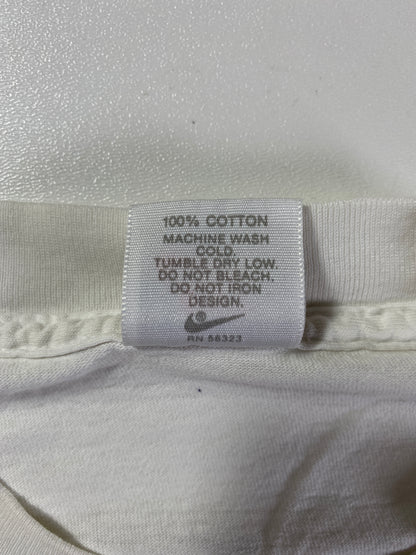 100% COTTON
MACHINE WASH
COLD.
TUMBLE DRY LOW.
DO NOT BLEACH.
DO NOT IRON
DESIGN.
RN 56323